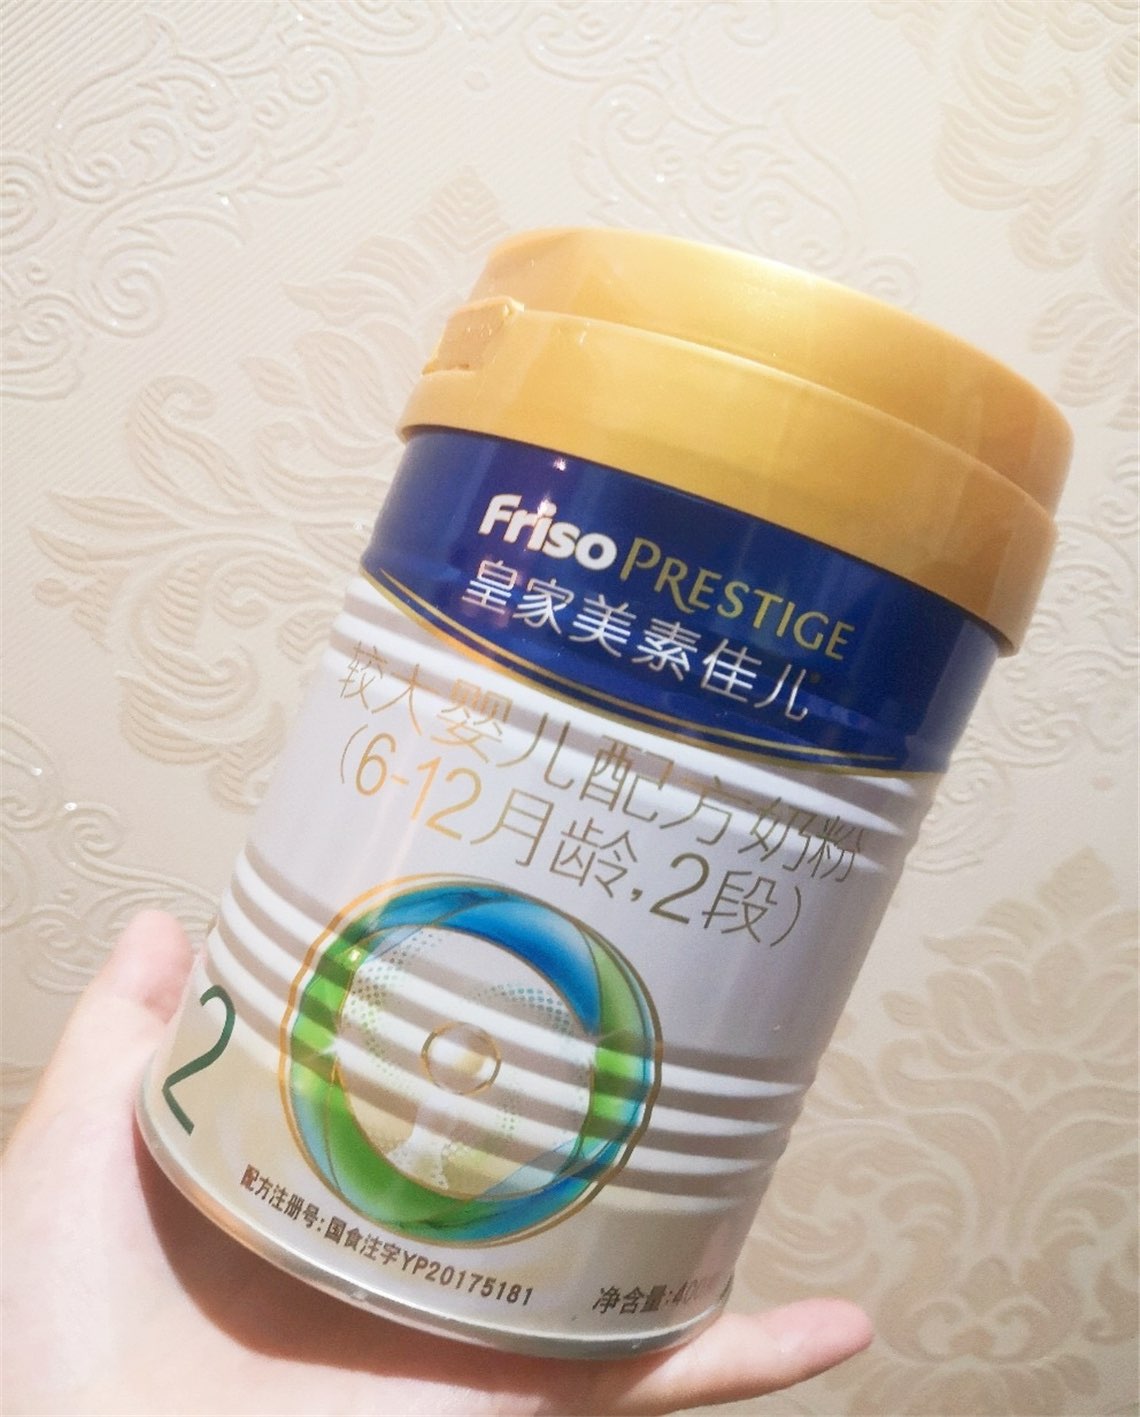 Friso PRESTIGE
皇家美素佳儿
较大婴儿配方奶粉
(6-12月龄,2段)
2
配方注册号:国食注字YP20175181
净含量:400